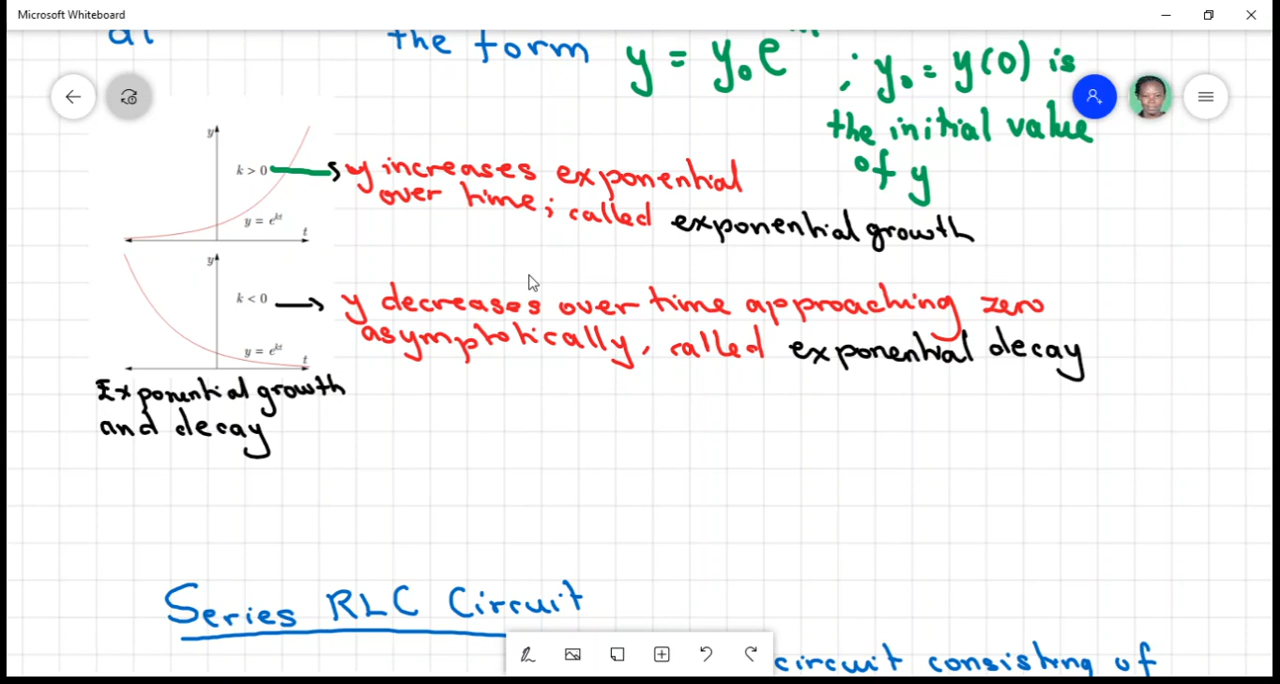 Microsoft Whiteboard
the form y = y₀e ; y₀ = y(0) is
the initial value
of y
y
k > 0 → y increases exponential
over time; called exponential growth
y = eᵏᵗ
t
y
k < 0 → y decreases over time approaching zero
asymptotically, called exponential decay
y = eᵏᵗ
t
Exponential growth
and decay
Series RLC Circuit
circuit consisting of